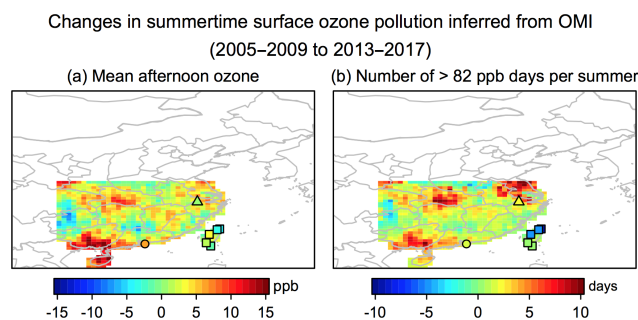 Changes in summertime surface ozone pollution inferred from OMI
(2005–2009 to 2013–2017)
(a) Mean afternoon ozone
(b) Number of > 82 ppb days per summer
ppb
-15 -10 -5 0 5 10 15
days
-10 -5 0 5 10